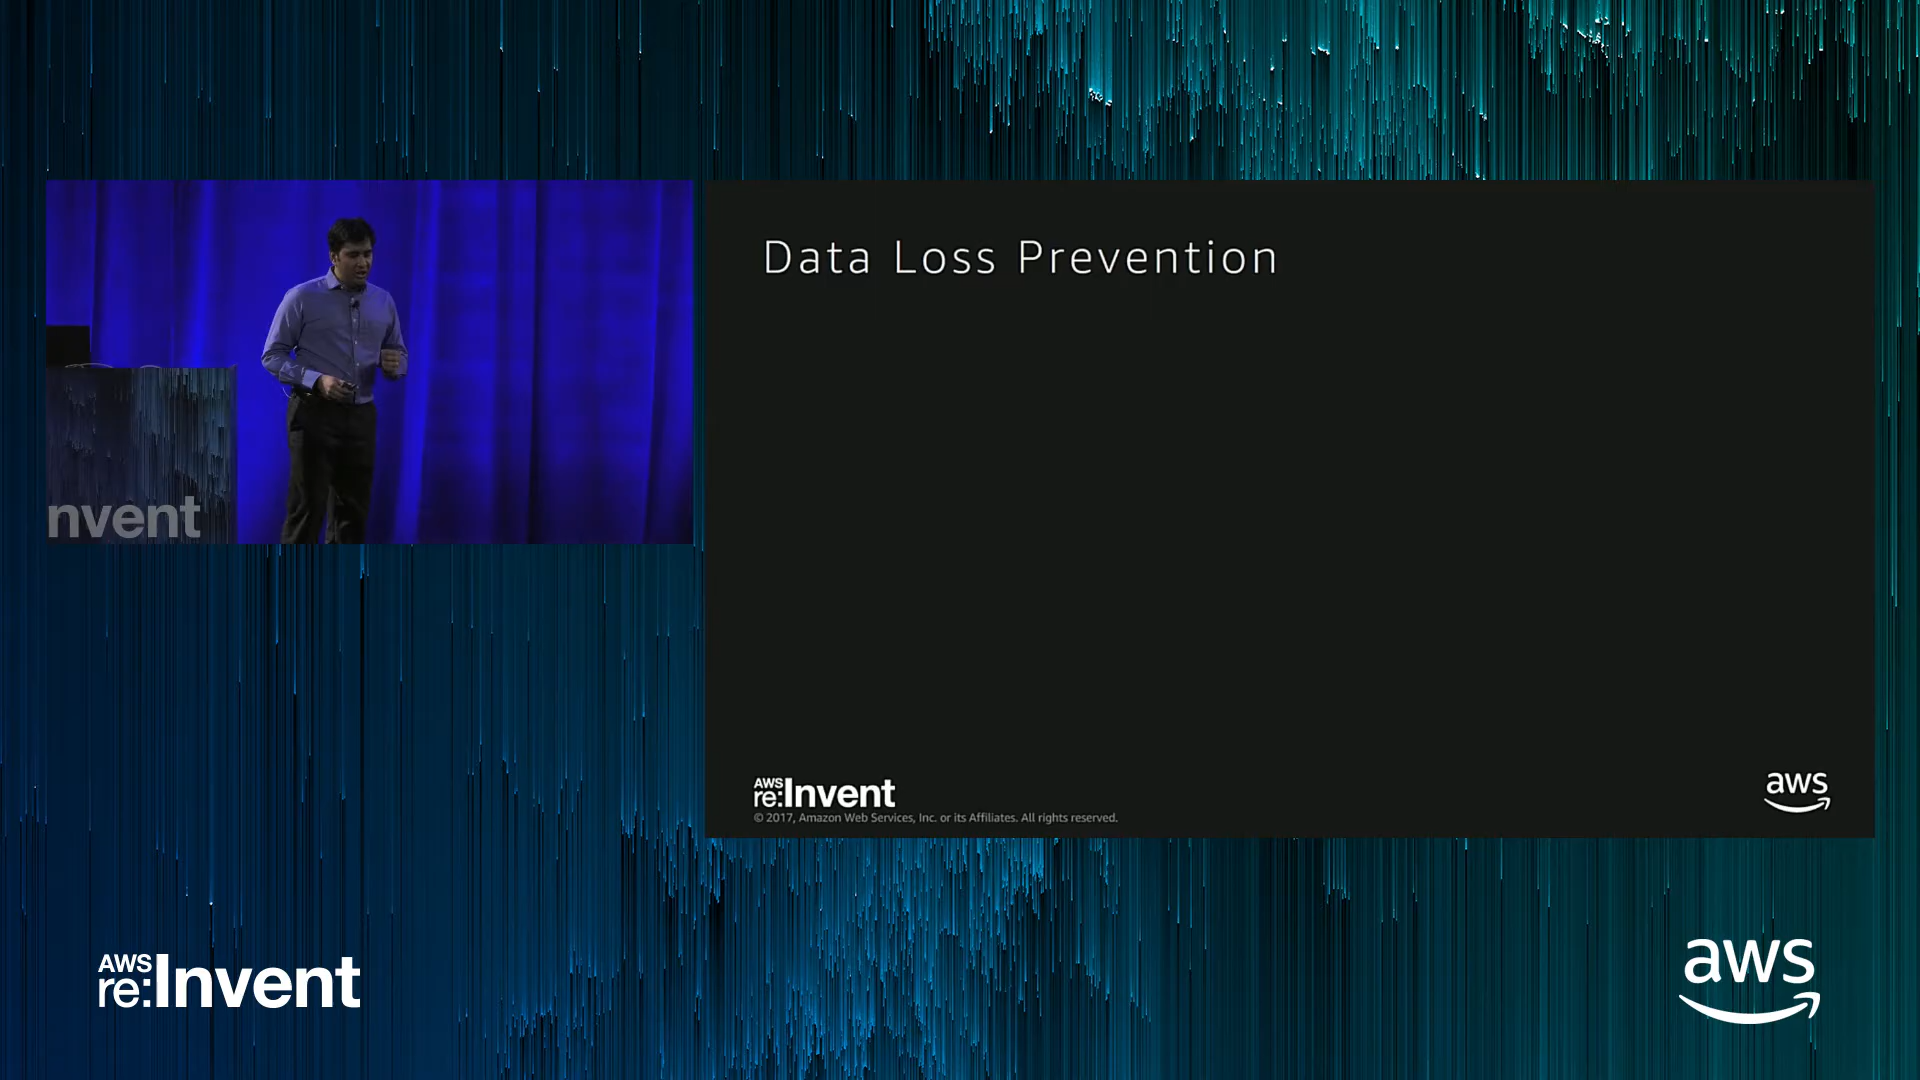 Data Loss Prevention
nvent
AWS
re:Invent
© 2017, Amazon Web Services, Inc. or its Affiliates. All rights reserved.
aws
AWS
re:Invent
aws